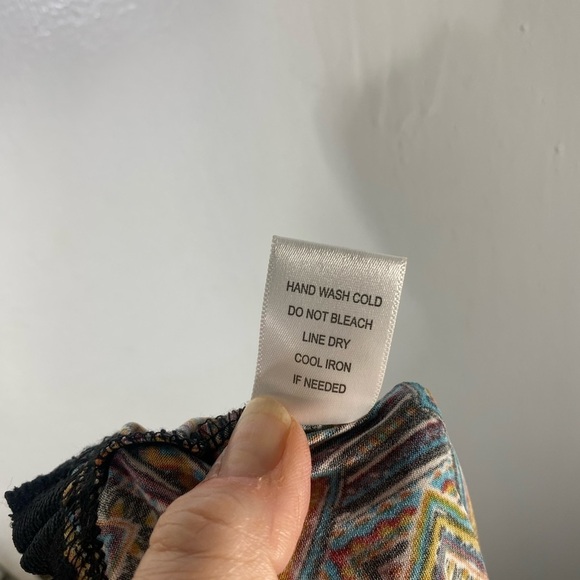 HAND WASH COLD
DO NOT BLEACH
LINE DRY
COOL IRON
IF NEEDED